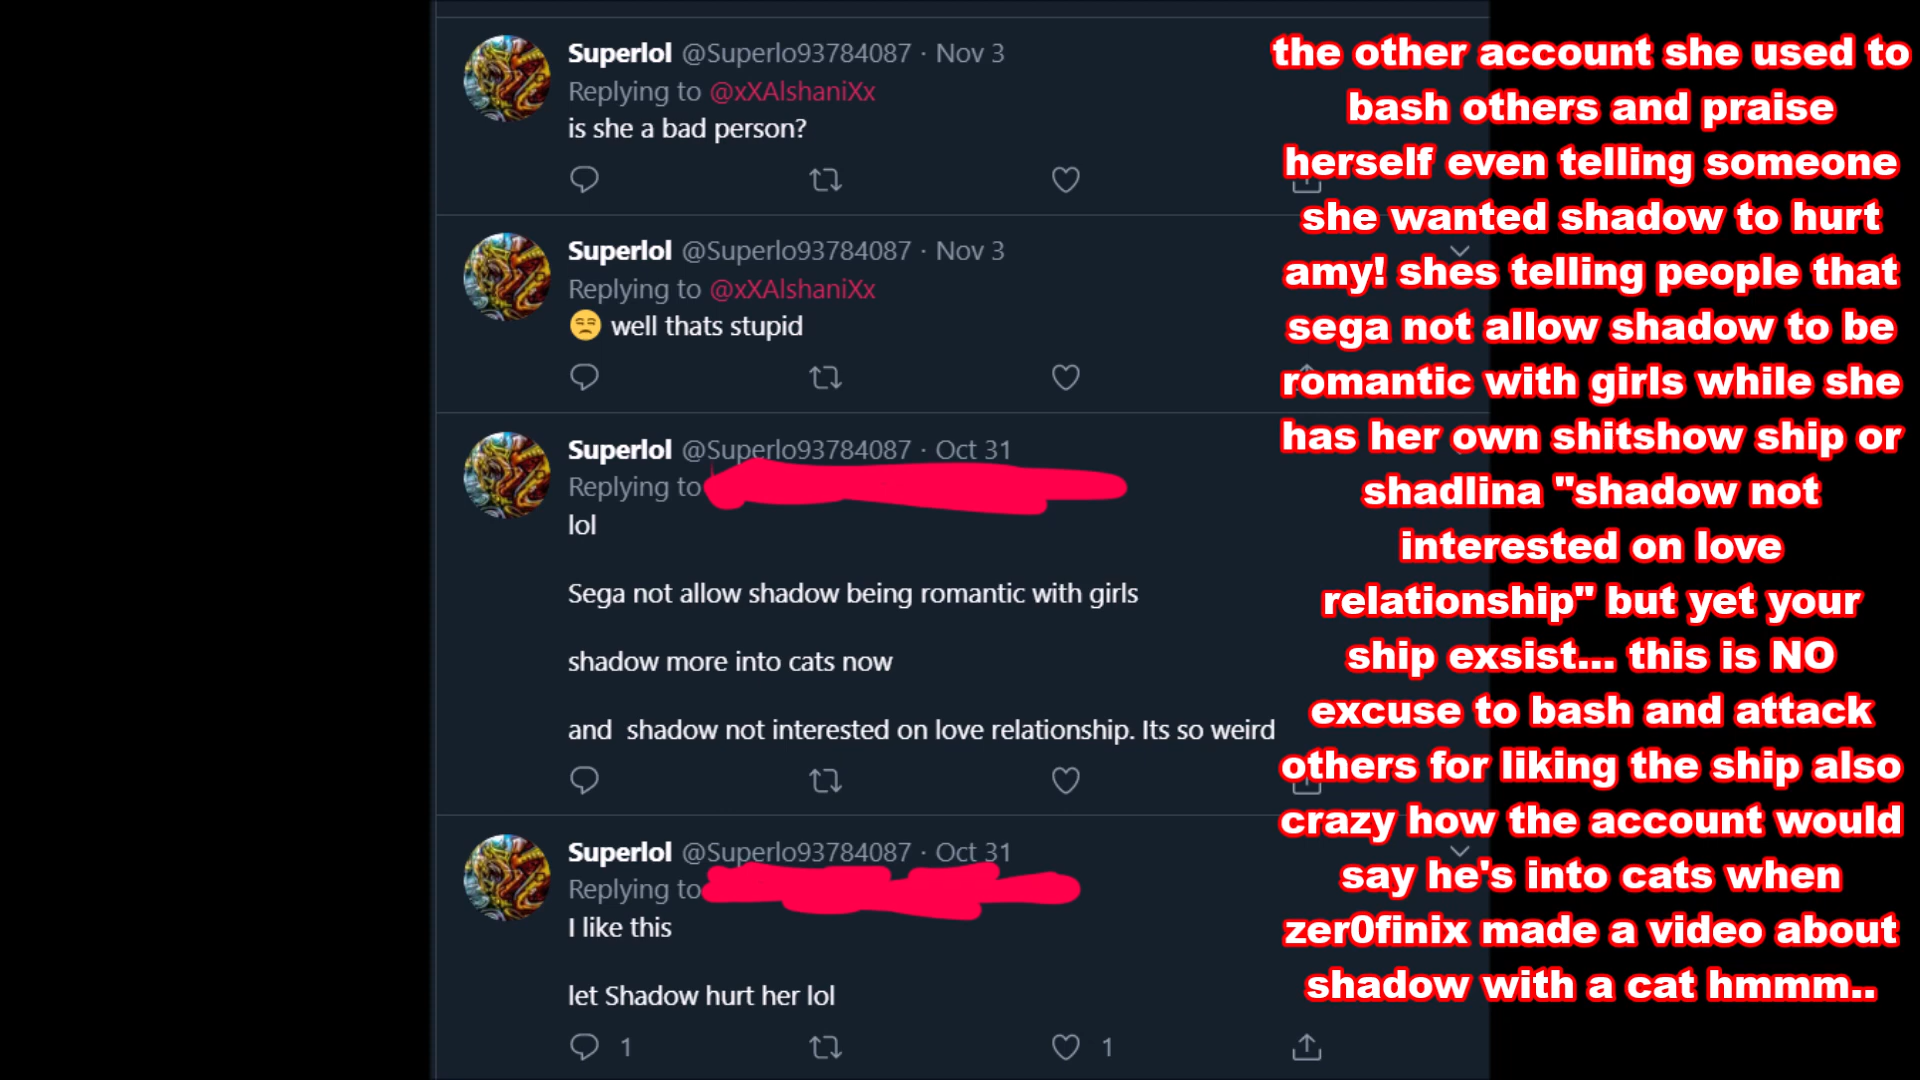 Superlol @Superlo93784087 · Nov 3
Replying to @xXAlshaniXx
is she a bad person?
Superlol @Superlo93784087 · Nov 3
Replying to @xXAlshaniXx
😒 well thats stupid
Superlol @Superlo93784087 · Oct 31
Replying to
lol
Sega not allow shadow being romantic with girls
shadow more into cats now
and  shadow not interested on love relationship. Its so weird
Superlol @Superlo93784087 · Oct 31
Replying to
I like this
let Shadow hurt her lol
1 1
the other account she used to
bash others and praise
herself even telling someone
she wanted shadow to hurt
amy! shes telling people that
sega not allow shadow to be
romantic with girls while she
has her own shitshow ship or
shadlina "shadow not
interested on love
relationship" but yet your
ship exsist... this is NO
excuse to bash and attack
others for liking the ship also
crazy how the account would
say he's into cats when
zer0finix made a video about
shadow with a cat hmmm..